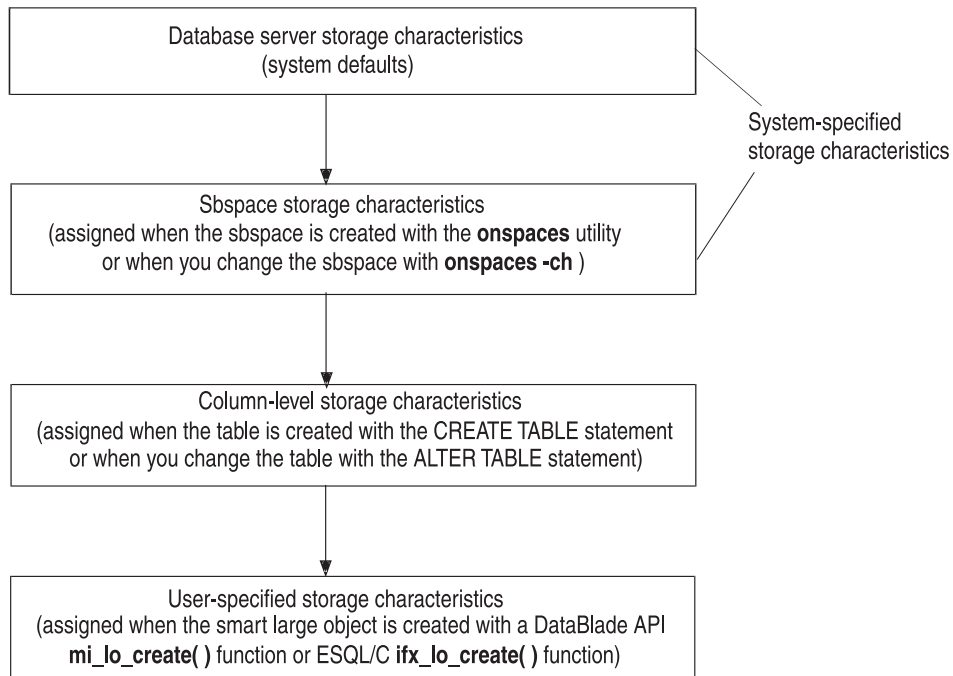 Database server storage characteristics
(system defaults)
System-specified
storage characteristics
Sbspace storage characteristics
(assigned when the sbspace is created with the onspaces utility
or when you change the sbspace with onspaces -ch )
Column-level storage characteristics
(assigned when the table is created with the CREATE TABLE statement
or when you change the table with the ALTER TABLE statement)
User-specified storage characteristics
(assigned when the smart large object is created with a DataBlade API
mi_lo_create( ) function or ESQL/C ifx_lo_create( ) function)